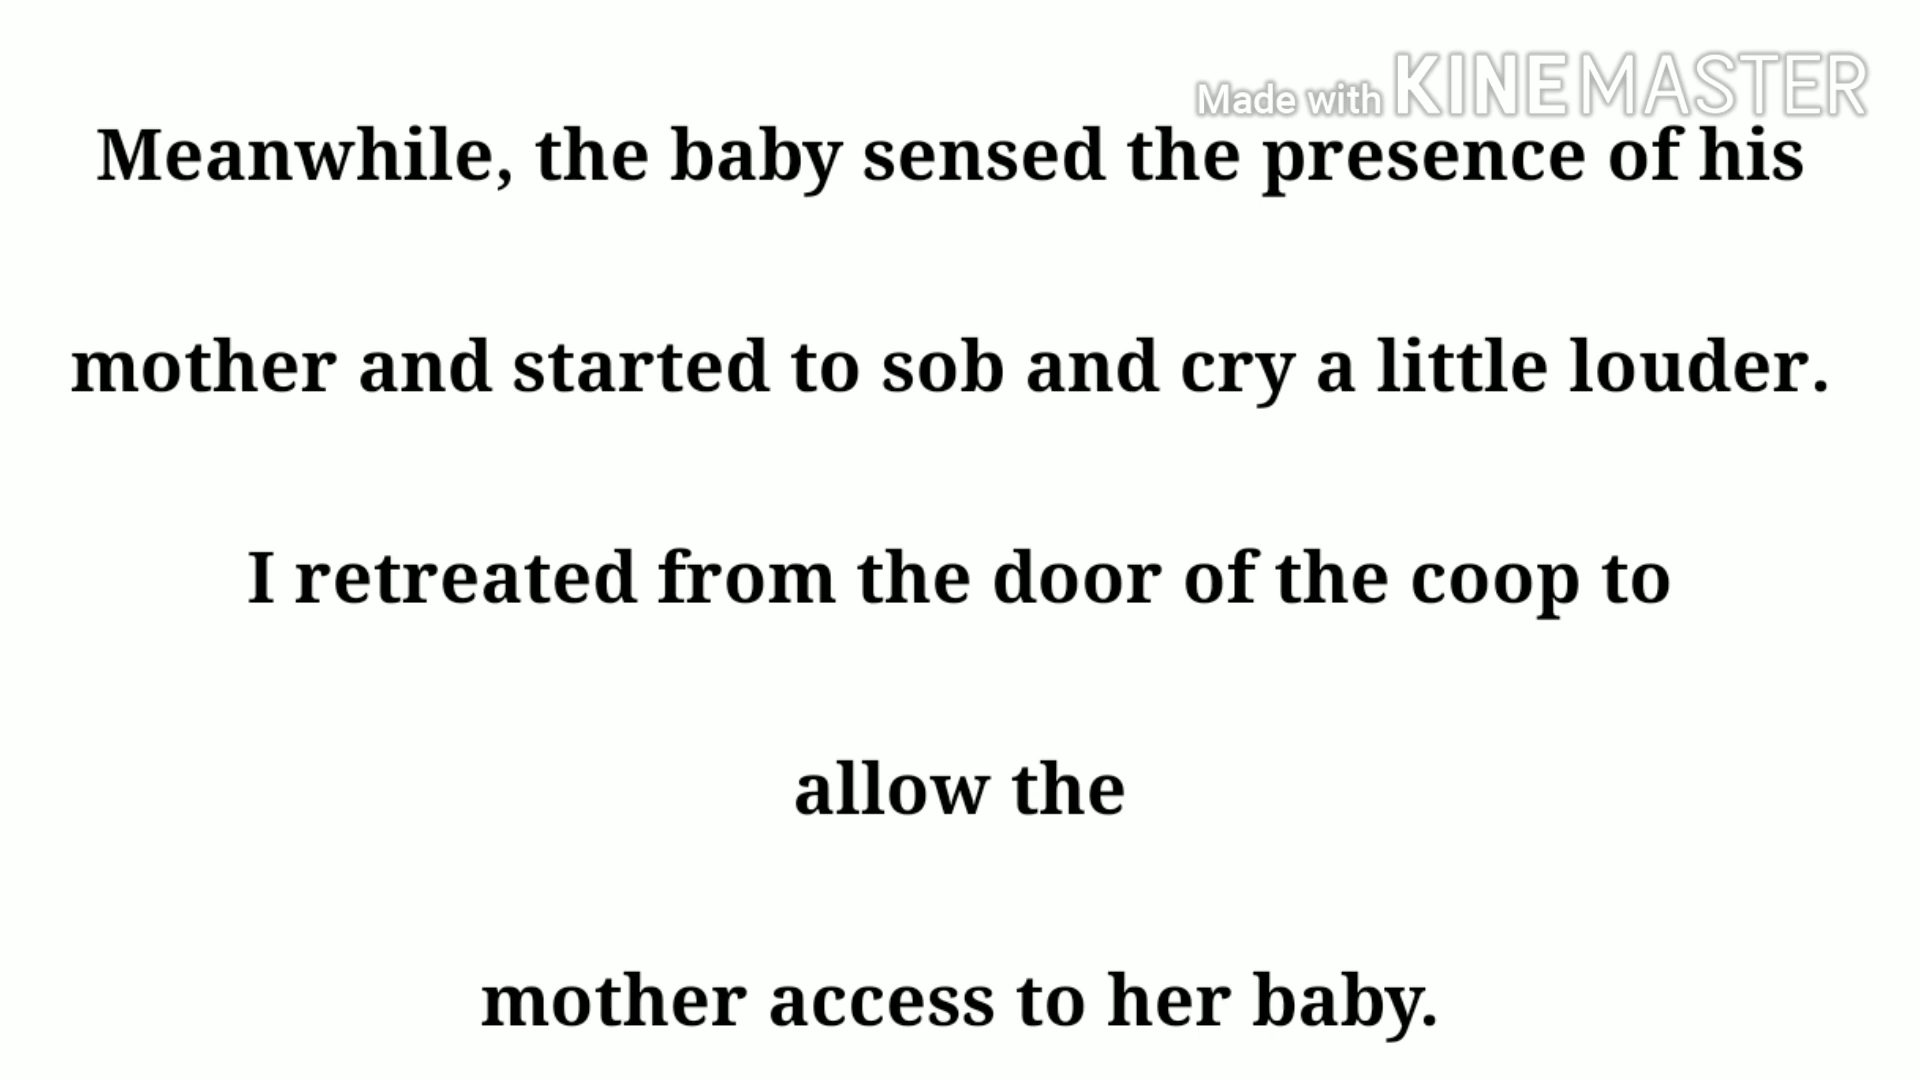 Made with KINEMASTER
Meanwhile, the baby sensed the presence of his
mother and started to sob and cry a little louder.
I retreated from the door of the coop to
allow the
mother access to her baby.